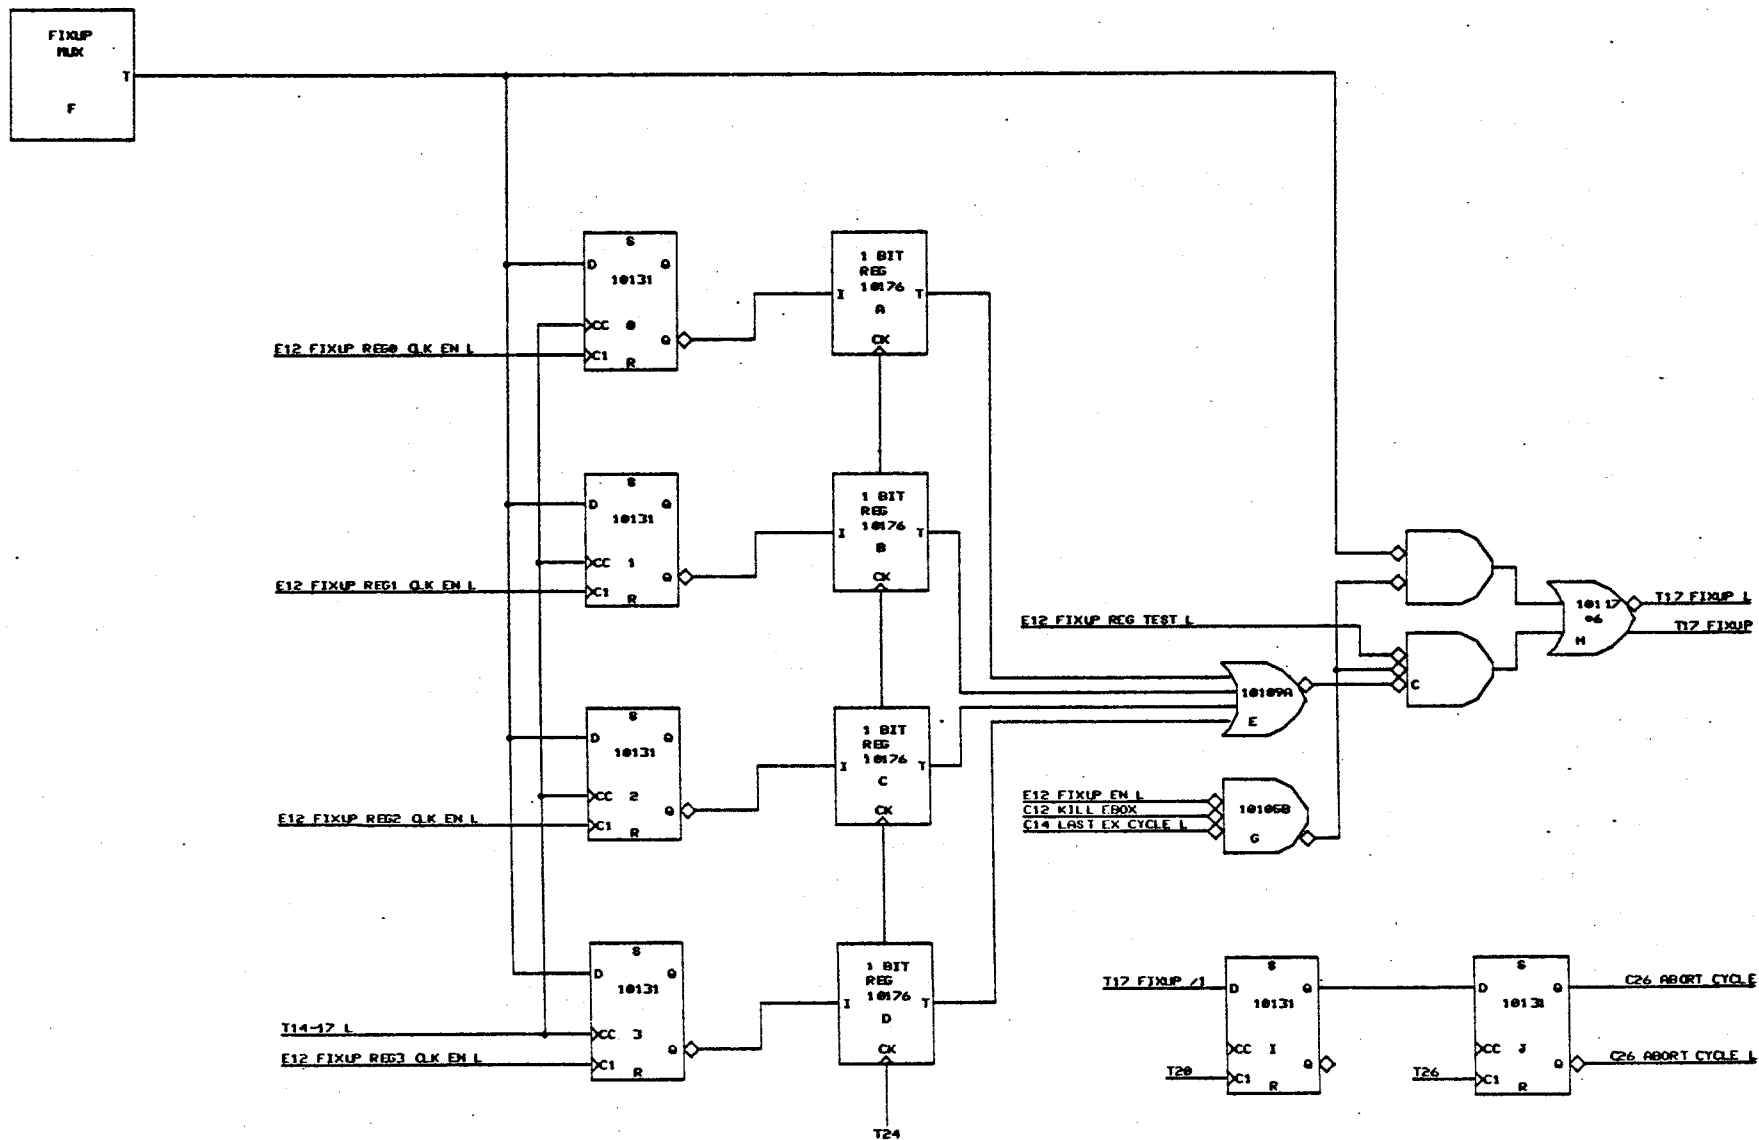 FIXUP
MUX
T
F
S
D Q
10131
CC 0
Q
C1
R
E12 FIXUP REG0 CLK EN L
1 BIT
REG
10176
I T
A
CK
S
D Q
10131
CC 1
Q
C1
R
E12 FIXUP REG1 CLK EN L
1 BIT
REG
10176
I T
B
CK
S
D Q
10131
CC 2
Q
C1
R
E12 FIXUP REG2 CLK EN L
1 BIT
REG
10176
I T
C
CK
S
D Q
10131
T14-17 L
CC 3
Q
C1
R
E12 FIXUP REG3 CLK EN L
1 BIT
REG
10176
I T
D
CK
T24
E12 FIXUP REG TEST L
10109A
E
C
10117
*6
H
T17 FIXUP L
T17 FIXUP
E12 FIXUP EN L
C12 KILL EBOX
C14 LAST EX CYCLE L
10105B
G
T17 FIXUP /1
S
D Q
10131
CC I
Q
T20
C1
R
S
D Q
10131
CC J
Q
T26
C1
R
C26 ABORT CYCLE
C26 ABORT CYCLE L